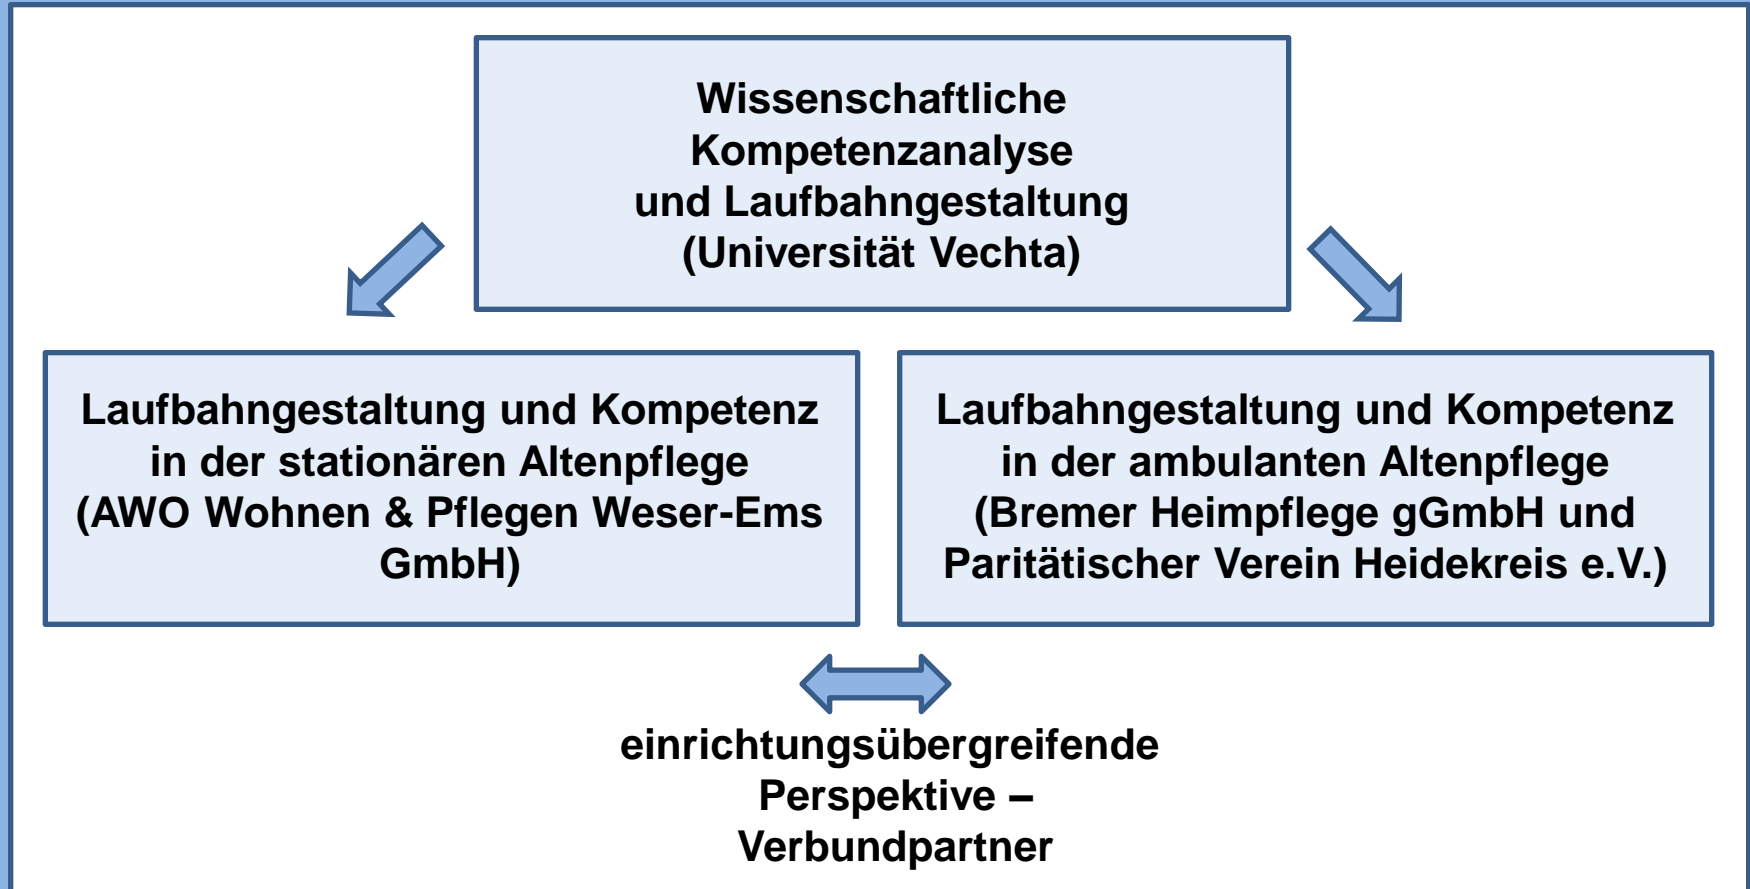 Wissenschaftliche
Kompetenzanalyse
und Laufbahngestaltung
(Universität Vechta)
Laufbahngestaltung und Kompetenz
in der stationären Altenpflege
(AWO Wohnen & Pflegen Weser-Ems
GmbH)
Laufbahngestaltung und Kompetenz
in der ambulanten Altenpflege
(Bremer Heimpflege gGmbH und
Paritätischer Verein Heidekreis e.V.)
einrichtungsübergreifende
Perspektive –
Verbundpartner